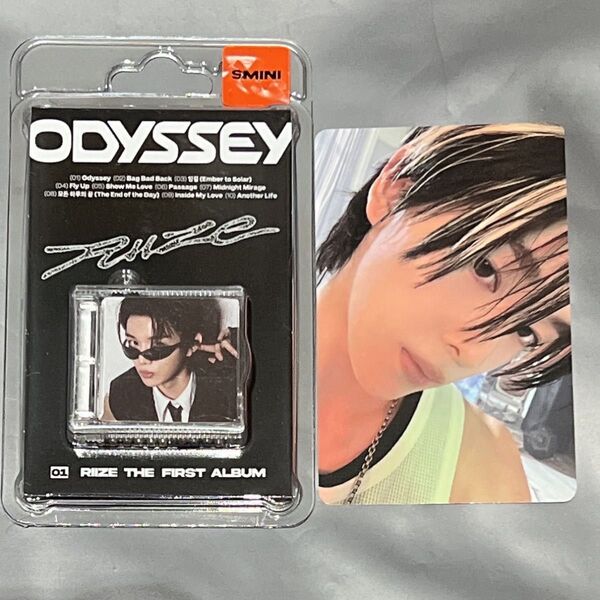 SMINI
ODYSSEY
(01) Odyssey (02) Bag Bad Back (03) 잉걸 (Ember to Solar)
(04) Fly Up (05) Show Me Love (06) Passage (07) Midnight Mirage
(08) 모든 하루의 끝 (The End of the Day) (09) Inside My Love (10) Another Life
RIIZE
01 RIIZE THE FIRST ALBUM